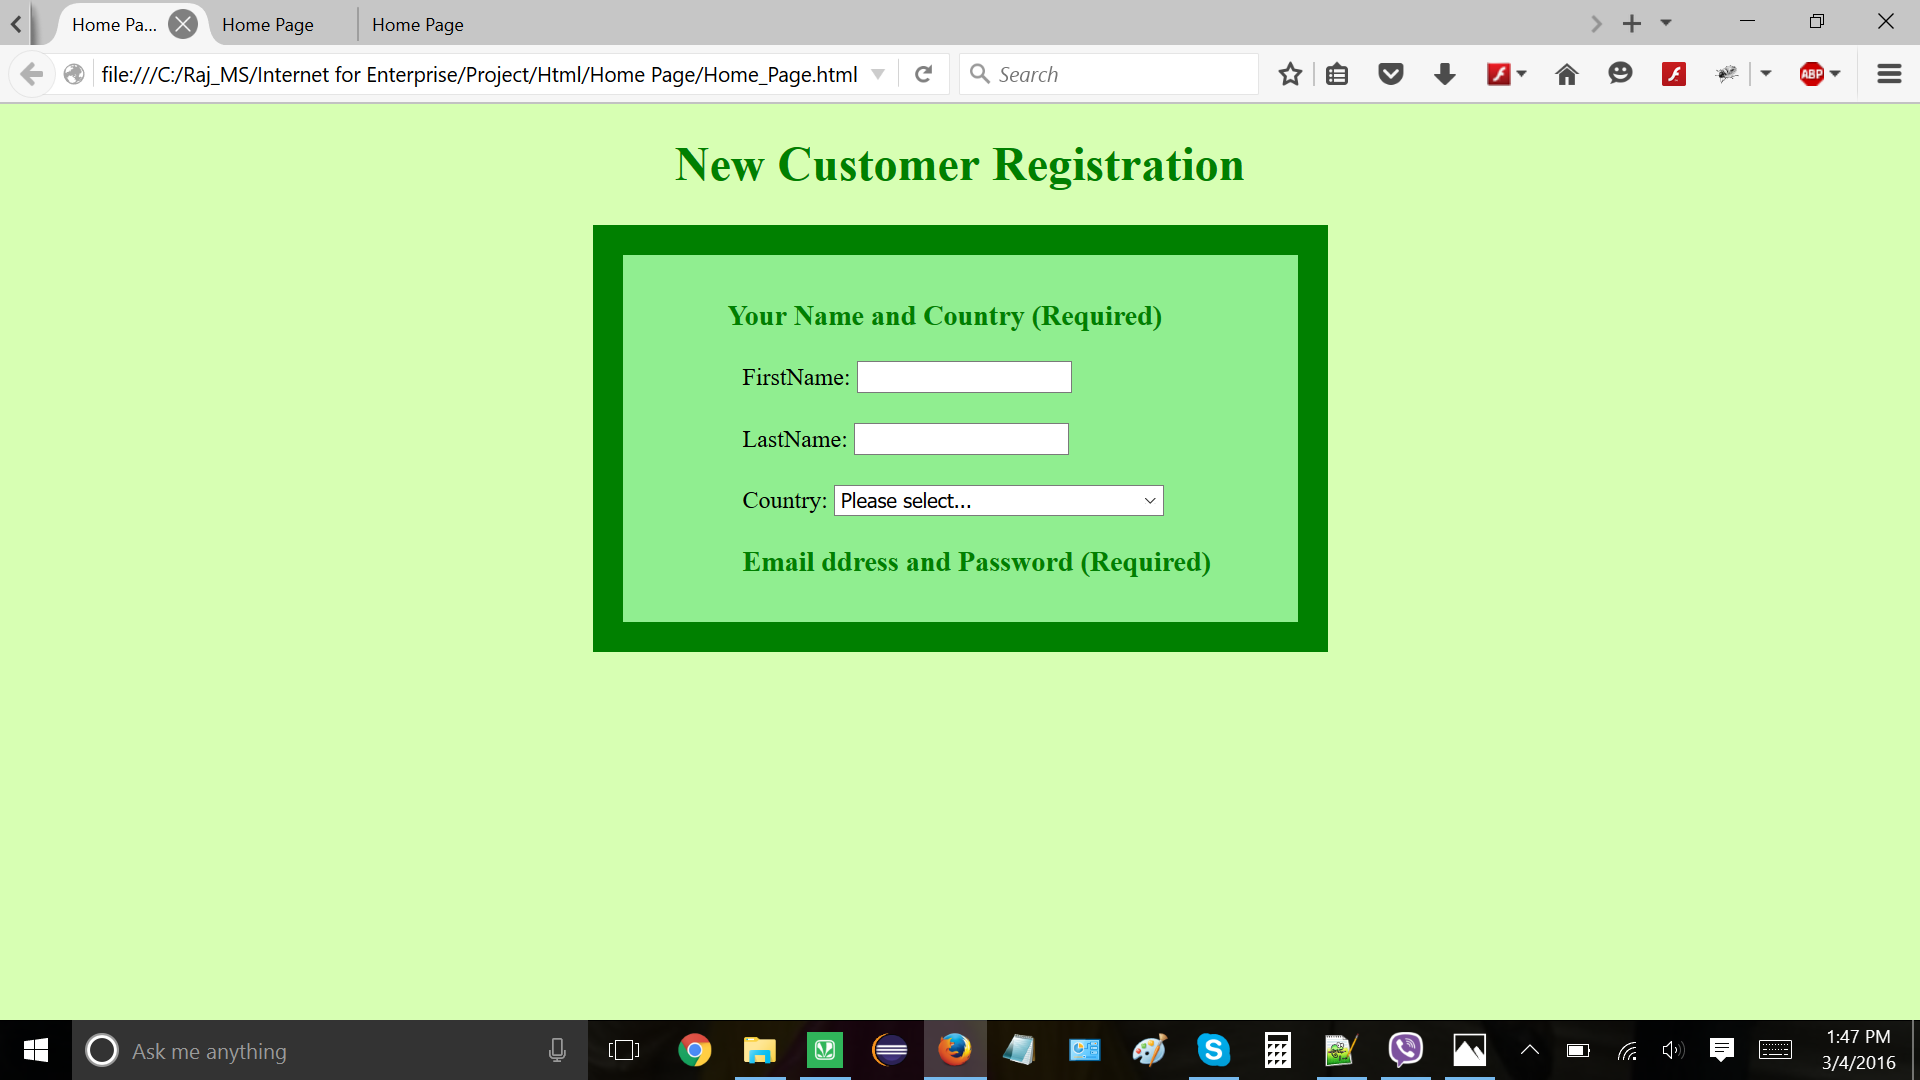 Home Pa...
Home Page
Home Page
file:///C:/Raj_MS/Internet for Enterprise/Project/Html/Home Page/Home_Page.html
Search
ABP
New Customer Registration
Your Name and Country (Required)
FirstName:
LastName:
Country: Please select...
Email ddress and Password (Required)
Ask me anything
1:47 PM
3/4/2016